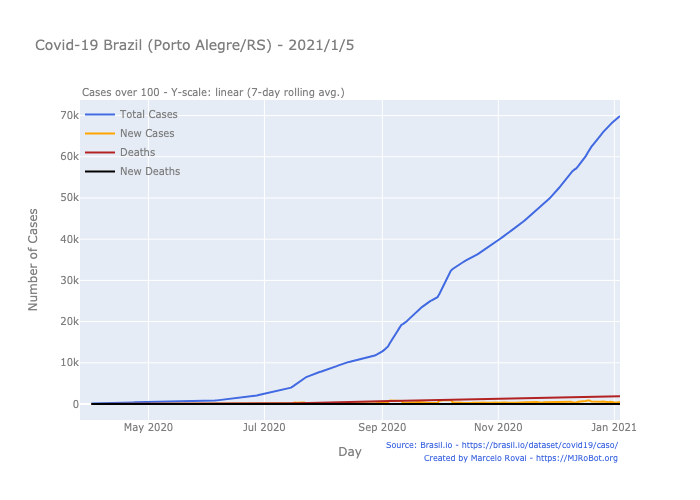 Covid-19 Brazil (Porto Alegre/RS) - 2021/1/5
Cases over 100 - Y-scale: linear (7-day rolling avg.)
Total Cases
New Cases
Deaths
New Deaths
70k
60k
50k
40k
30k
20k
10k
0
Number of Cases
May 2020
Jul 2020
Sep 2020
Nov 2020
Jan 2021
Day
Source: Brasil.io - https://brasil.io/dataset/covid19/caso/
Created by Marcelo Rovai - https://MJRoBot.org